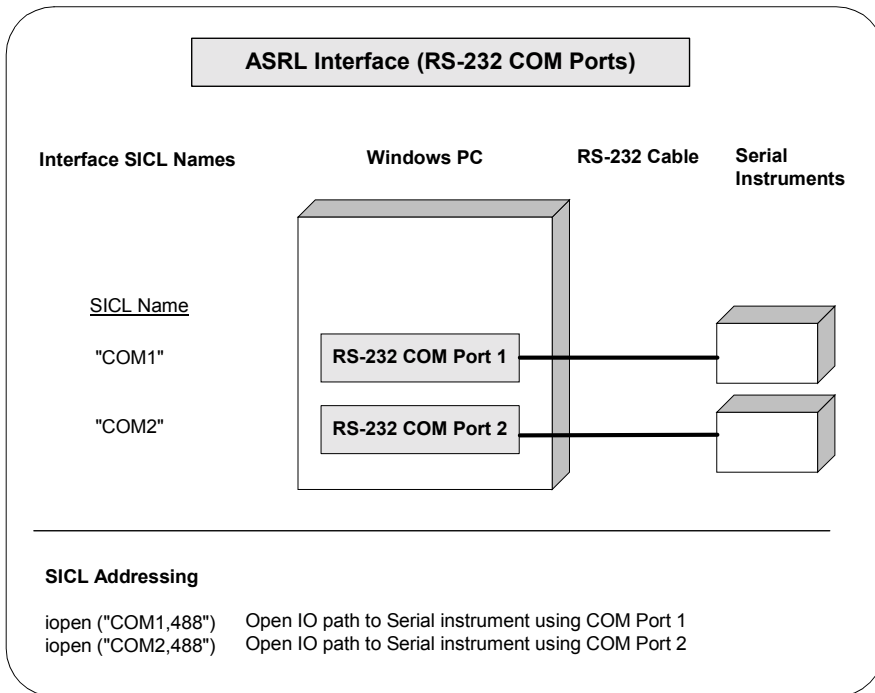 ASRL Interface (RS-232 COM Ports)
Interface SICL Names
Windows PC
RS-232 Cable
Serial
Instruments
SICL Name
"COM1"
RS-232 COM Port 1
"COM2"
RS-232 COM Port 2
SICL Addressing
iopen ("COM1,488") Open IO path to Serial instrument using COM Port 1
iopen ("COM2,488") Open IO path to Serial instrument using COM Port 2